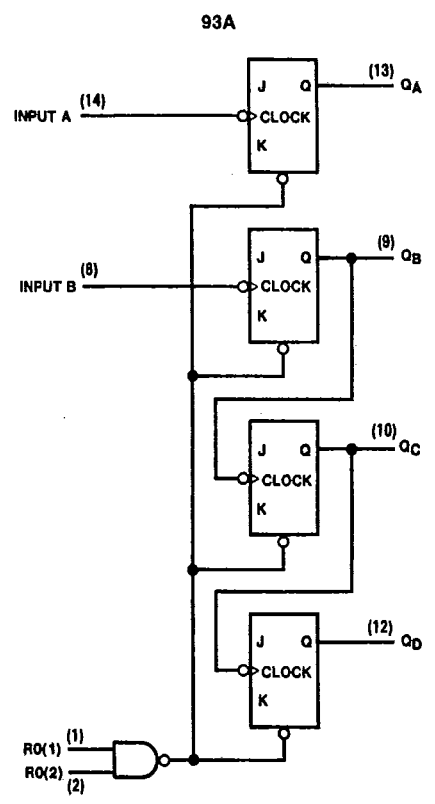 93A
J Q (13) QA
INPUT A (14) CLOCK
K
J Q (9) QB
INPUT B (8) CLOCK
K
J Q (10) QC
CLOCK
K
J Q (12) QD
CLOCK
K
R0(1) (1)
R0(2) (2)